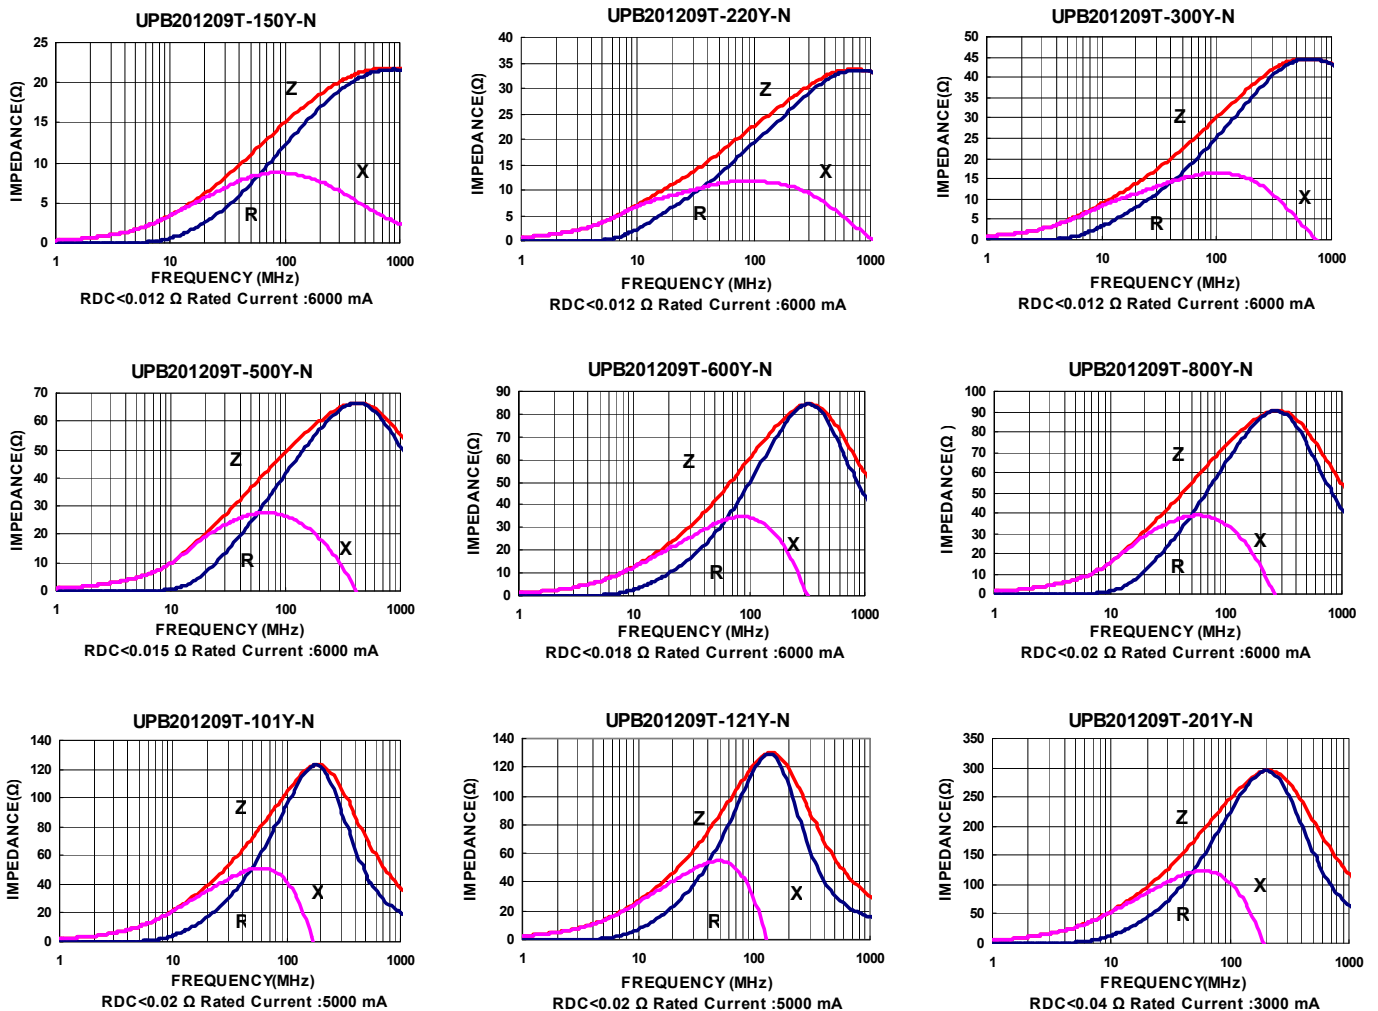 UPB201209T-150Y-N
25
20
15
10
5
0
IMPEDANCE(Ω)
Z
X
R
1
10
100
1000
FREQUENCY (MHz)
RDC<0.012 Ω Rated Current :6000 mA
UPB201209T-220Y-N
40
35
30
25
20
15
10
5
0
IMPEDANCE(Ω)
Z
X
R
1
10
100
1000
FREQUENCY (MHz)
RDC<0.012 Ω Rated Current :6000 mA
UPB201209T-300Y-N
50
45
40
35
30
25
20
15
10
5
0
IMPEDANCE(Ω)
Z
X
R
1
10
100
1000
FREQUENCY (MHz)
RDC<0.012 Ω Rated Current :6000 mA
UPB201209T-500Y-N
70
60
50
40
30
20
10
0
IMPEDANCE(Ω)
Z
X
R
1
10
100
1000
FREQUENCY (MHz)
RDC<0.015 Ω Rated Current :6000 mA
UPB201209T-600Y-N
90
80
70
60
50
40
30
20
10
0
IMPEDANCE(Ω)
Z
X
R
1
10
100
1000
FREQUENCY (MHz)
RDC<0.018 Ω Rated Current :6000 mA
UPB201209T-800Y-N
100
90
80
70
60
50
40
30
20
10
0
IMPEDANCE(Ω )
Z
X
R
1
10
100
1000
FREQUENCY (MHz)
RDC<0.02 Ω Rated Current :6000 mA
UPB201209T-101Y-N
140
120
100
80
60
40
20
0
IMPEDANCE(Ω)
Z
X
R
1
10
100
1000
FREQUENCY(MHz)
RDC<0.02 Ω Rated Current :5000 mA
UPB201209T-121Y-N
140
120
100
80
60
40
20
0
IMPEDANCE(Ω)
Z
X
R
1
10
100
1000
FREQUENCY (MHz)
RDC<0.02 Ω Rated Current :5000 mA
UPB201209T-201Y-N
350
300
250
200
150
100
50
0
IMPEDANCE(Ω)
Z
X
R
1
10
100
1000
FREQUENCY(MHz)
RDC<0.04 Ω Rated Current :3000 mA